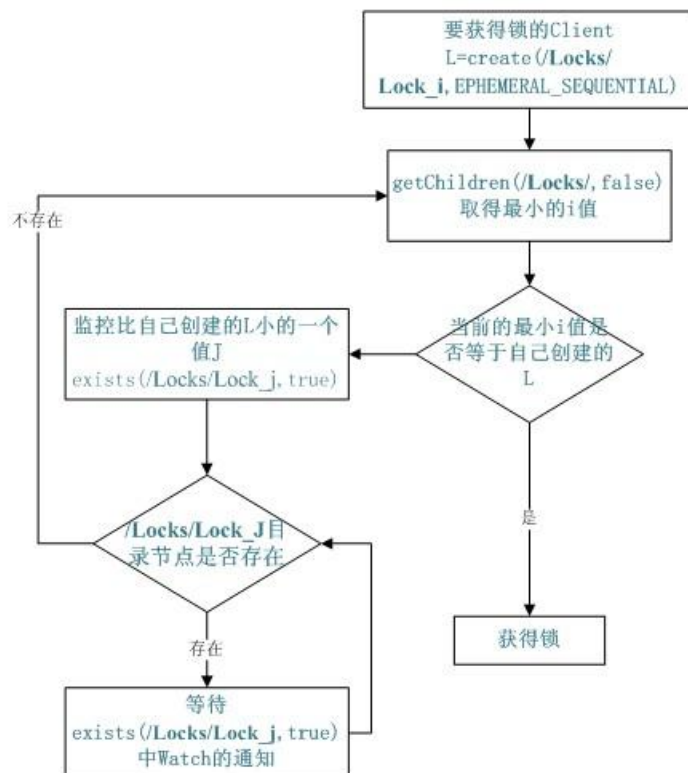 要获得锁的Client
L=create(/Locks/
Lock_i,EPHEMERAL_SEQUENTIAL)
getChildren(/Locks/,false)
取得最小的i值
不存在
当前的最小i值是
否等于自己创建的
L
监控比自己创建的L小的一个
值J
exists(/Locks/Lock_j,true)
/Locks/Lock_J目
录节点是否存在
是
存在
获得锁
等待
exists(/Locks/Lock_j,true)
中Watch的通知